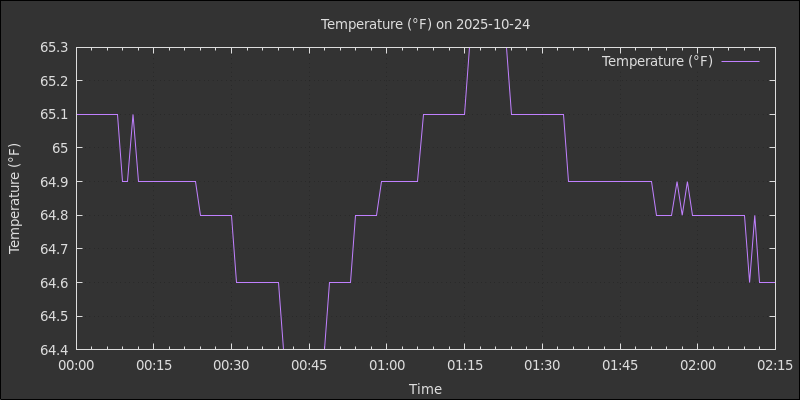 Temperature (°F) on 2025-10-24
Temperature (°F)
65.3
65.2
65.1
65
64.9
64.8
64.7
64.6
64.5
64.4
Temperature (°F)
00:00 00:15 00:30 00:45 01:00 01:15 01:30 01:45 02:00 02:15
Time